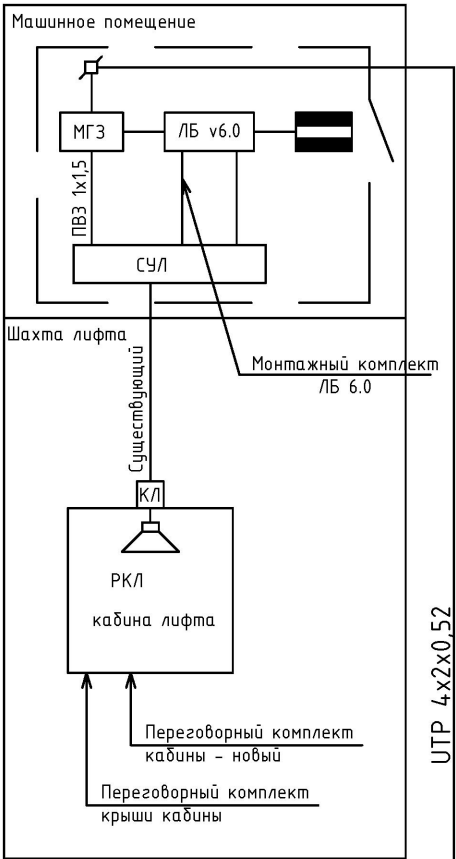 Машинное помещение
МГЗ
ЛБ v6.0
ПВЗ 1х1,5
СУЛ
Шахта лифта
Существующий
Монтажный комплект
ЛБ 6.0
КЛ
РКЛ
кабина лифта
UTP 4х2х0,52
Переговорный комплект
кабины - новый
Переговорный комплект
крыши кабины